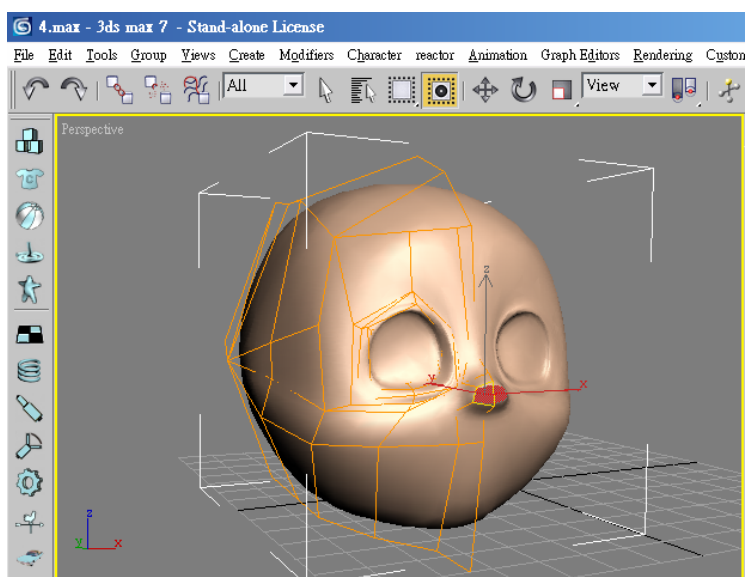 4.max - 3ds max 7 - Stand-alone License
File Edit Tools Group Views Create Modifiers Character reactor Animation Graph Editors Rendering Custon
All View
Perspective
z
y x
z
y x